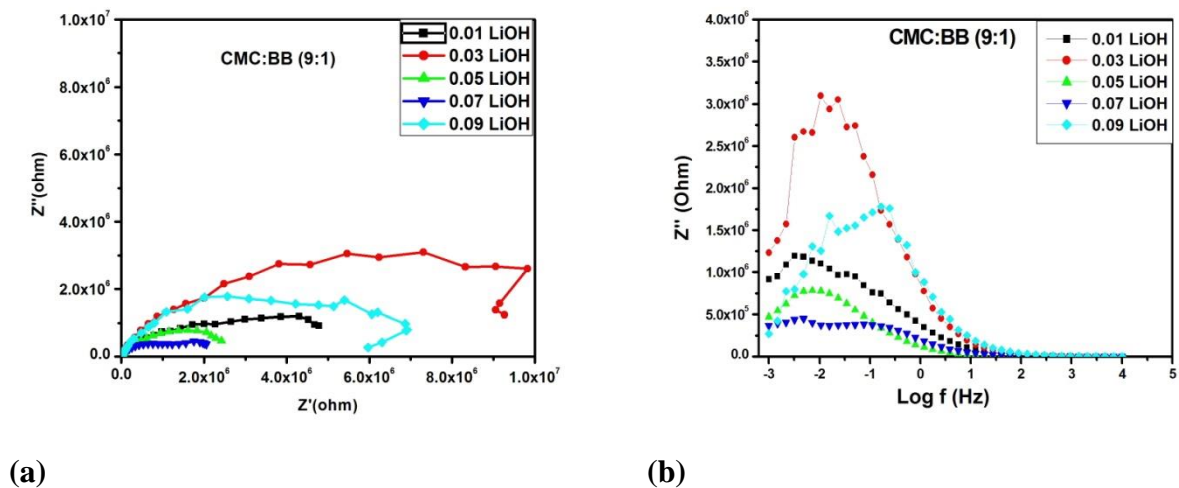 1.0x10⁷
8.0x10⁶
6.0x10⁶
4.0x10⁶
2.0x10⁶
0.0
Z''(ohm)
CMC:BB (9:1)
0.01 LiOH
0.03 LiOH
0.05 LiOH
0.07 LiOH
0.09 LiOH
0.0 2.0x10⁶ 4.0x10⁶ 6.0x10⁶ 8.0x10⁶ 1.0x10⁷
Z'(ohm)
(a)
4.0x10⁶
3.5x10⁶
3.0x10⁶
2.5x10⁶
2.0x10⁶
1.5x10⁶
1.0x10⁶
5.0x10⁵
0.0
Z'' (Ohm)
CMC:BB (9:1)
0.01 LiOH
0.03 LiOH
0.05 LiOH
0.07 LiOH
0.09 LiOH
-3 -2 -1 0 1 2 3 4 5
Log f (Hz)
(b)